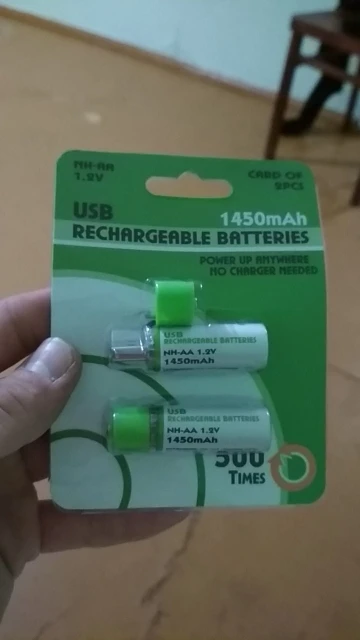 NH-AA
1.2V
CARD OF
2PCS
USB
1450mAh
RECHARGEABLE BATTERIES
POWER UP ANYWHERE
NO CHARGER NEEDED
USB
RECHARGEABLE BATTERIES
NH-AA 1.2V
1450mAh
USB
RECHARGEABLE BATTERIES
NH-AA 1.2V
1450mAh
500
TIMES